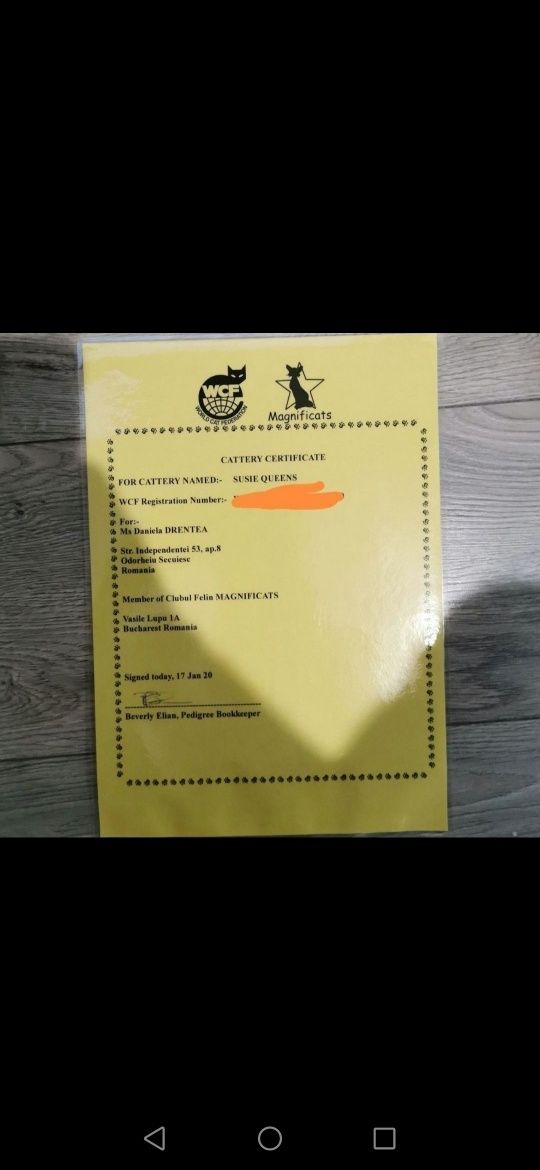 WCF
WORLD CAT FEDERATION
Magnificats
CATTERY CERTIFICATE
FOR CATTERY NAMED:- SUSIE QUEENS
WCF Registration Number:-
For:-
Ms Daniela DRENTEA
Str. Independentei 53, ap.8
Odorheiu Secuiesc
Romania
Member of Clubul Felin MAGNIFICATS
Vasile Lupu 1A
Bucharest Romania
Signed today, 17 Jan 20
Beverly Elian, Pedigree Bookkeeper